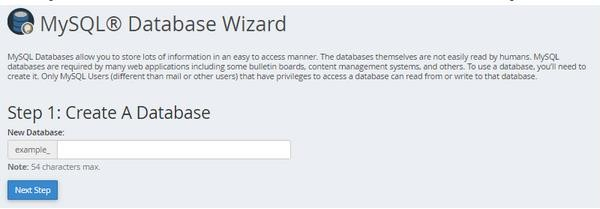 MySQL® Database Wizard
MySQL Databases allow you to store lots of information in an easy to access manner. The databases themselves are not easily read by humans. MySQL
databases are required by many web applications including some bulletin boards, content management systems, and others. To use a database, you'll need to
create it. Only MySQL Users (different than mail or other users) that have privileges to access a database can read from or write to that database.
Step 1: Create A Database
New Database:
example_
Note: 54 characters max.
Next Step